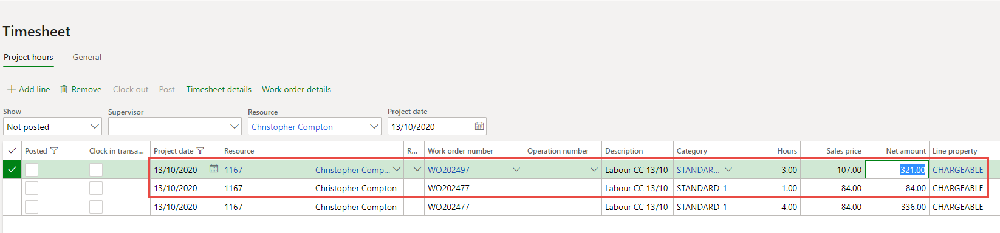 Timesheet
Project hours General
Add line Remove Clock out Post Timesheet details Work order details
Show Supervisor Resource Project date
Not posted Christopher Compton 13/10/2020
Posted Clock in transa... Project date Resource R... Work order number Operation number Description Category Hours Sales price Net amount Line property
13/10/2020 1167 Christopher Comp... WO202497 Labour CC 13/10 STANDAR... 3.00 107.00 321.00 CHARGEABLE
13/10/2020 1167 Christopher Compton WO202477 Labour CC 13/10 STANDARD-1 1.00 84.00 84.00 CHARGEABLE
13/10/2020 1167 Christopher Compton WO202477 Labour CC 13/10 STANDARD-1 -4.00 84.00 -336.00 CHARGEABLE